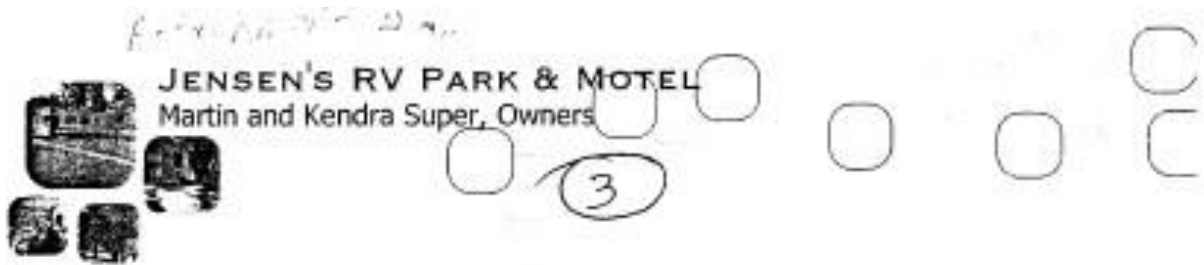 JENSEN'S RV PARK & MOTEL
Martin and Kendra Super, Owners
3